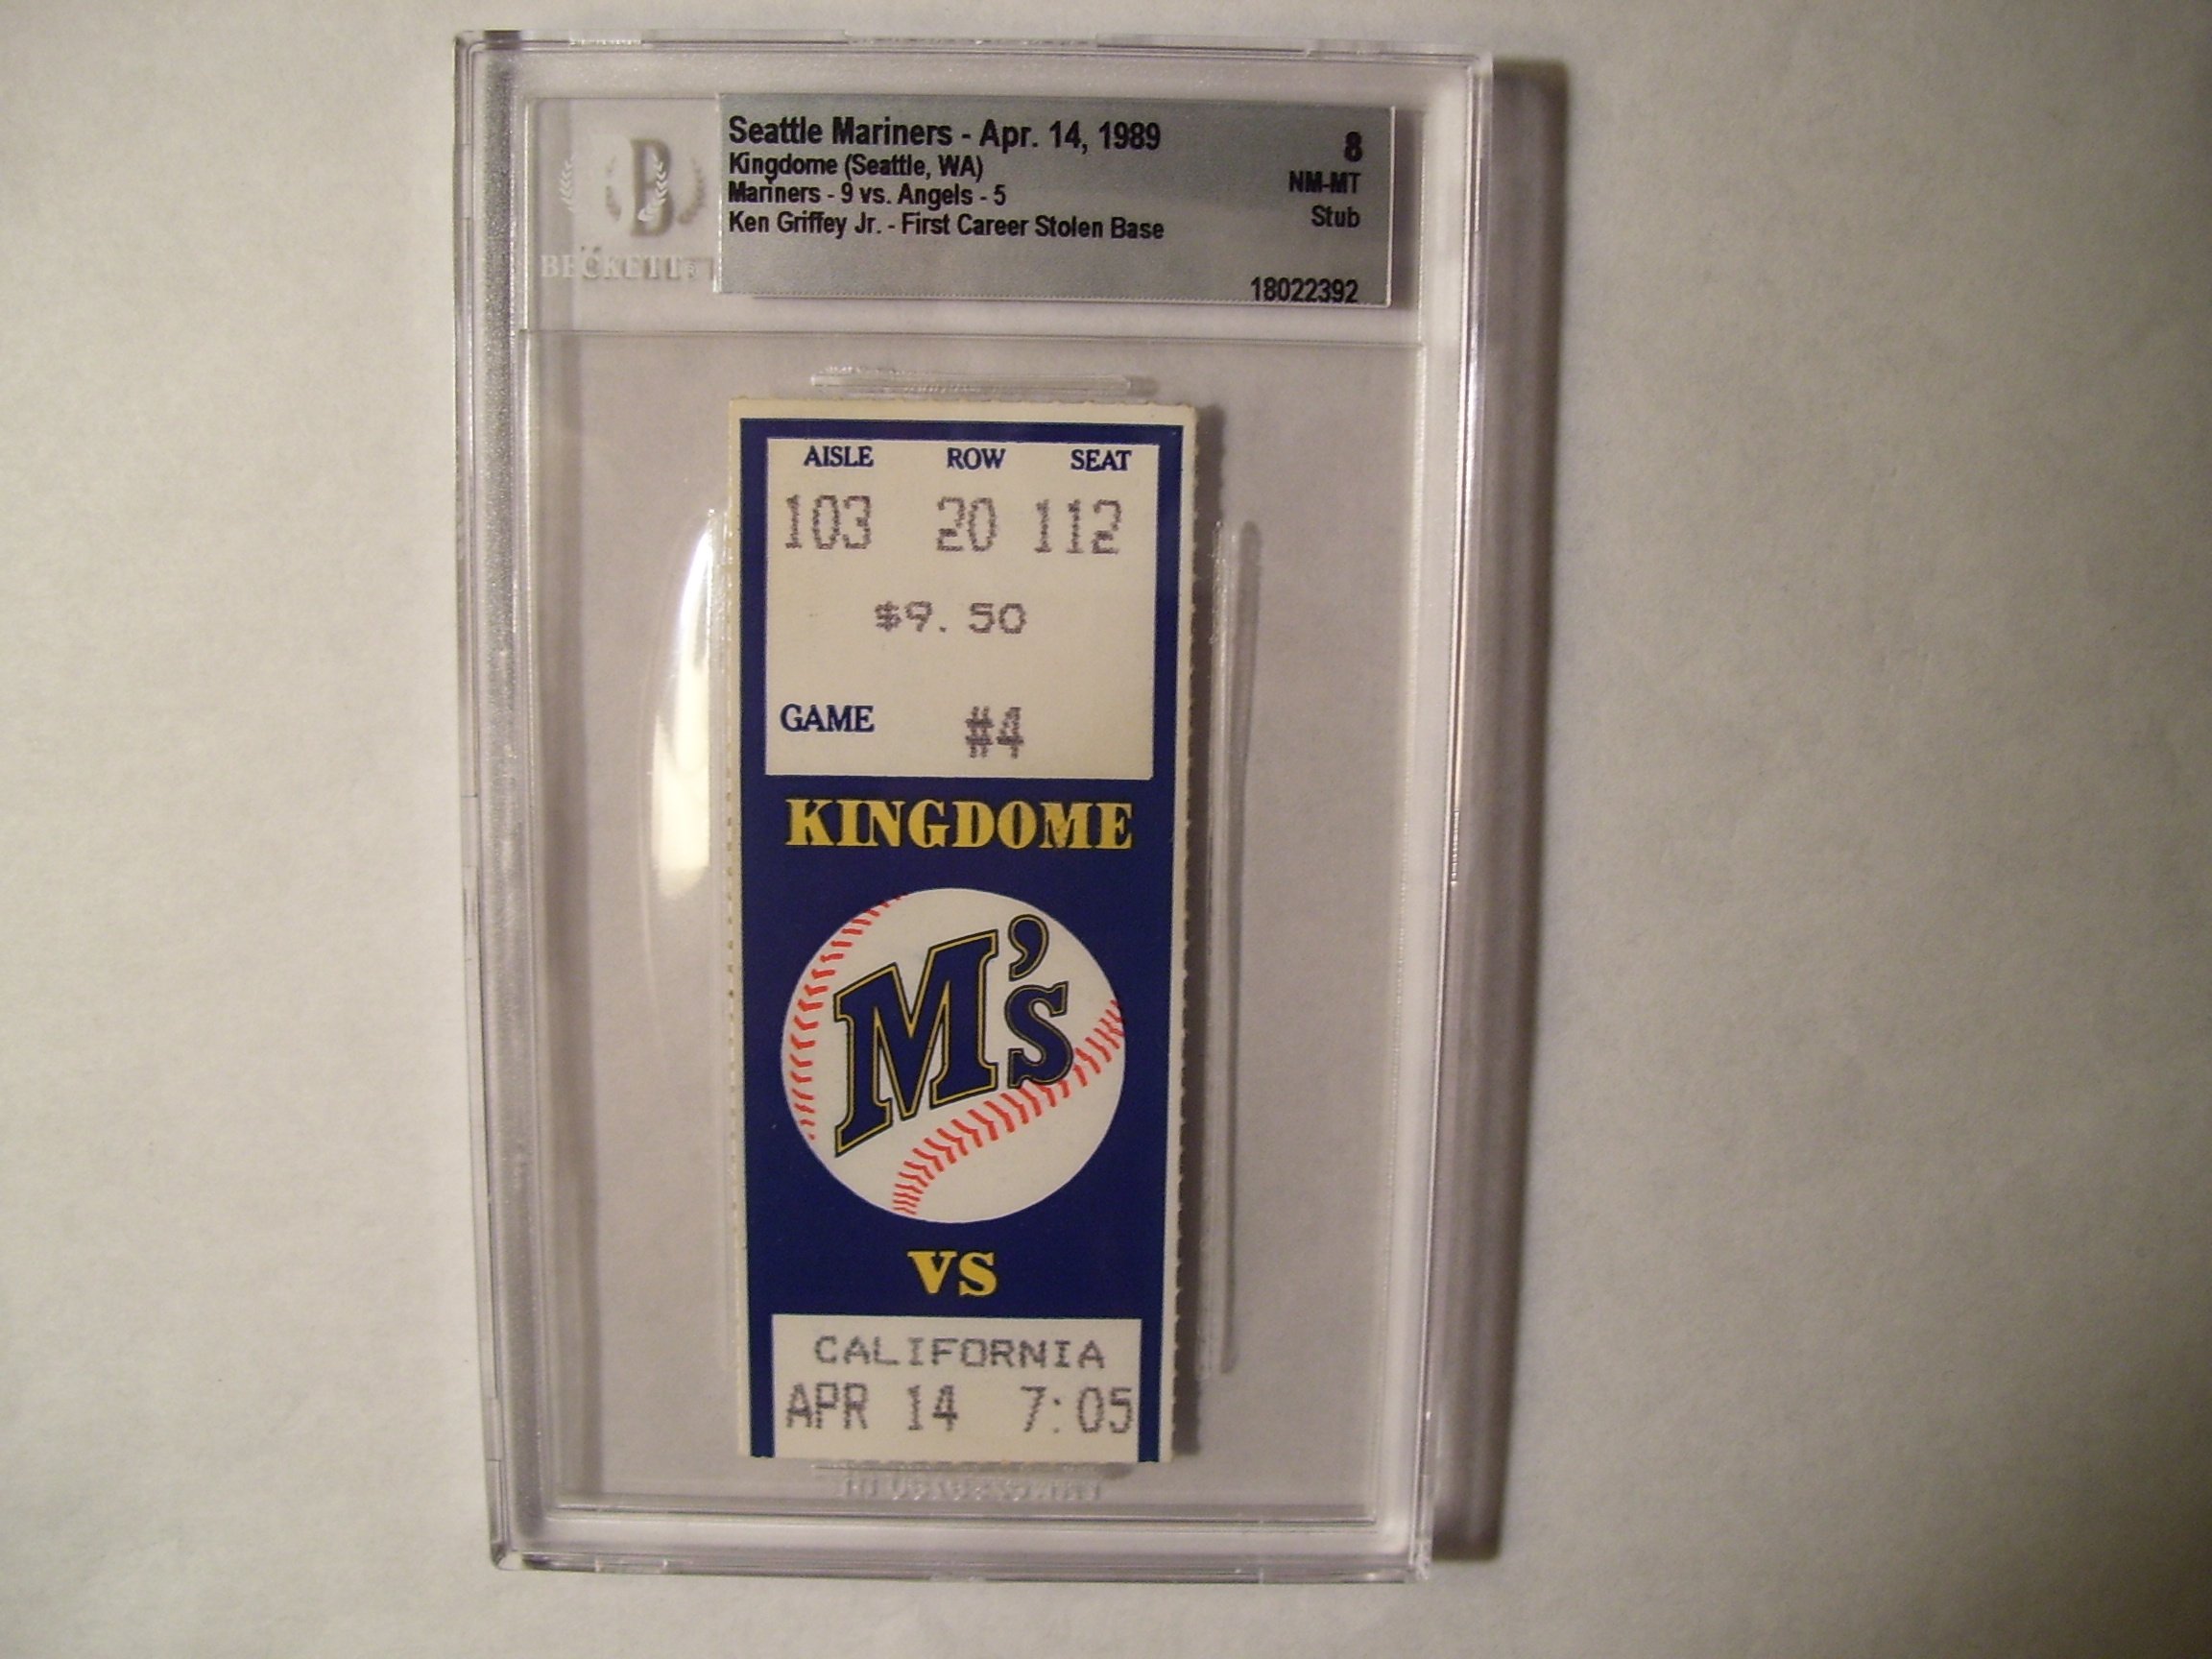 Seattle Mariners - Apr. 14, 1989
Kingdome (Seattle, WA)
Mariners - 9 vs. Angels - 5
Ken Griffey Jr. - First Career Stolen Base
8
NM-MT
Stub
18022392
B
BECKETT
AISLE ROW SEAT
103 20 112
$9.50
GAME #4
KINGDOME
M's
VS
CALIFORNIA
APR 14 7:05